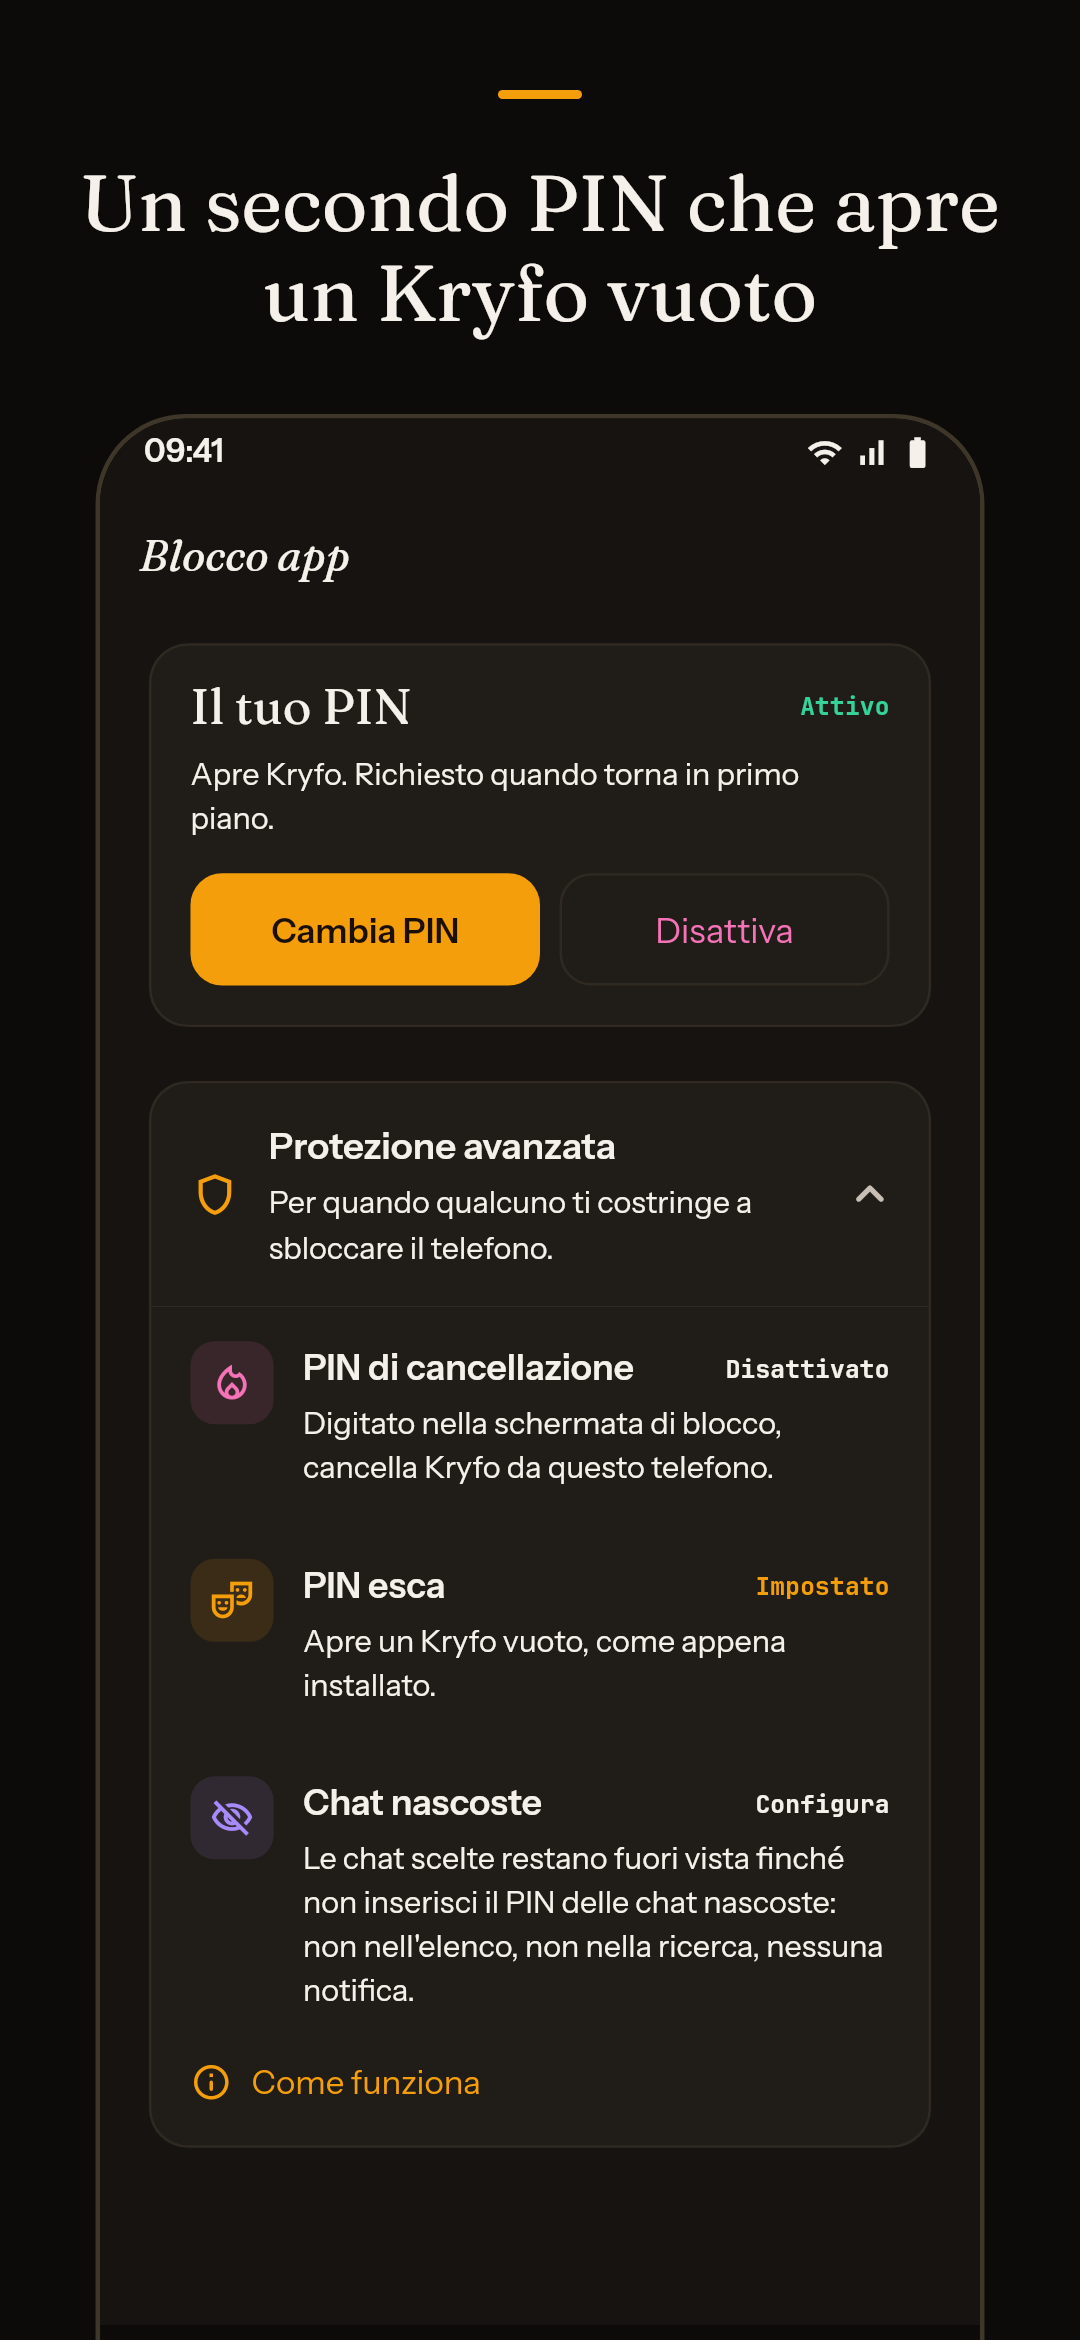 Un secondo PIN che apre
un Kryfo vuoto
09:41
Blocco app
Il tuo PIN
Attivo
Apre Kryfo. Richiesto quando torna in primo
piano.
Cambia PIN
Disattiva
Protezione avanzata
Per quando qualcuno ti costringe a
sbloccare il telefono.
PIN di cancellazione
Disattivato
Digitato nella schermata di blocco,
cancella Kryfo da questo telefono.
PIN esca
Impostato
Apre un Kryfo vuoto, come appena
installato.
Chat nascoste
Configura
Le chat scelte restano fuori vista finché
non inserisci il PIN delle chat nascoste:
non nell'elenco, non nella ricerca, nessuna
notifica.
Come funziona